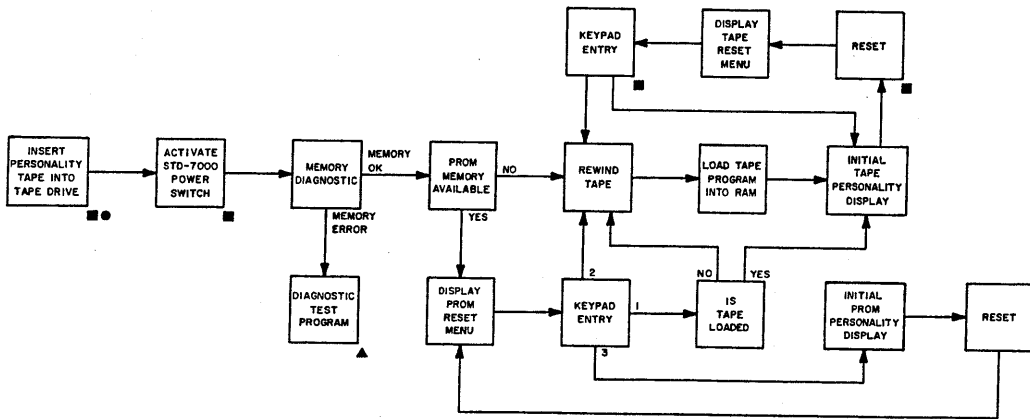 KEYPAD
ENTRY
DISPLAY
TAPE
RESET
MENU
RESET
INSERT
PERSONALITY
TAPE INTO
TAPE DRIVE
ACTIVATE
STD-7000
POWER
SWITCH
MEMORY
DIAGNOSTIC
MEMORY
OK
PROM
MEMORY
AVAILABLE
NO
REWIND
TAPE
LOAD TAPE
PROGRAM
INTO RAM
INITIAL
TAPE
PERSONALITY
DISPLAY
MEMORY
ERROR
YES
DIAGNOSTIC
TEST
PROGRAM
DISPLAY
PROM
RESET
MENU
2
KEYPAD
ENTRY
1
3
NO
YES
IS
TAPE
LOADED
INITIAL
PROM
PERSONALITY
DISPLAY
RESET